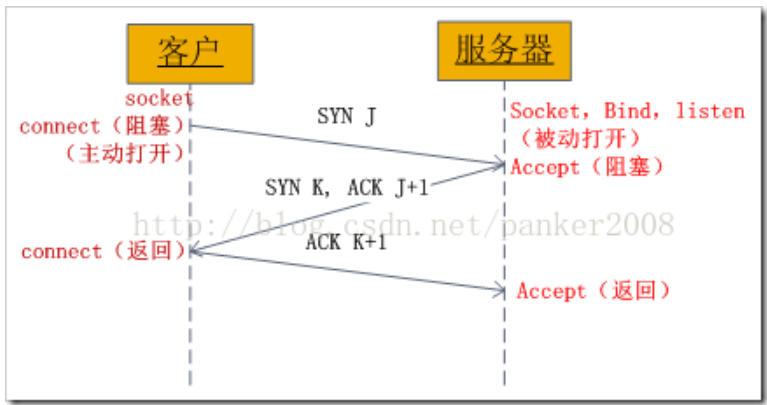 客户
服务器
socket
connect（阻塞）
（主动打开）
SYN J
Socket, Bind, listen
（被动打开）
Accept（阻塞）
SYN K, ACK J+1
http://blog.csdn.net/panker2008
connect（返回）
ACK K+1
Accept（返回）